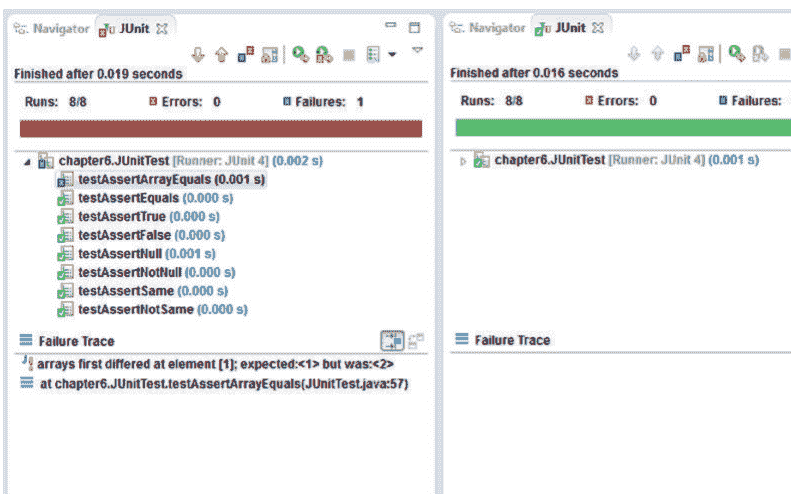 Navigator JUnit
Finished after 0.019 seconds
Runs: 8/8 Errors: 0 Failures: 1
chapter6.JUnitTest [Runner: JUnit 4] (0.002 s)
testAssertArrayEquals (0.001 s)
testAssertEquals (0.000 s)
testAssertTrue (0.000 s)
testAssertFalse (0.000 s)
testAssertNull (0.001 s)
testAssertNotNull (0.000 s)
testAssertSame (0.000 s)
testAssertNotSame (0.000 s)
Failure Trace
arrays first differed at element [1]; expected:<1> but was:<2>
at chapter6.JUnitTest.testAssertArrayEquals(JUnitTest.java:57)
Navigator JUnit
Finished after 0.016 seconds
Runs: 8/8 Errors: 0 Failures:
chapter6.JUnitTest [Runner: JUnit 4] (0.001 s)
Failure Trace